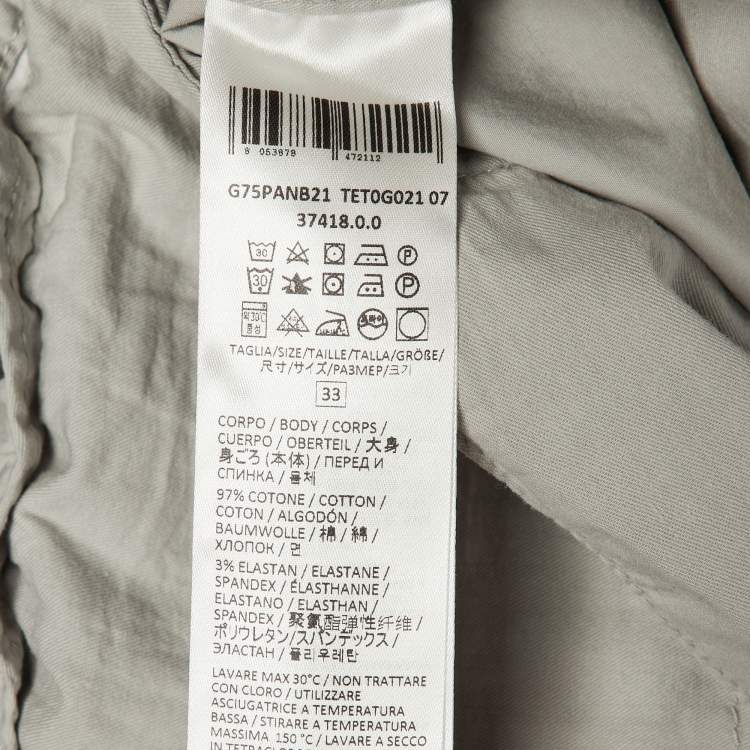 8 053879 472112
G75PANB21 TET0G021 07
37418.0.0
30 P
30 P
약30℃ 드라이
중성
TAGLIA/SIZE/TAILLE/TALLA/GRÖßE/
尺寸/サイズ/РАЗМЕР/크기
33
CORPO / BODY / CORPS /
CUERPO / OBERTEIL / 大身/
身ごろ (本体) / ПЕРЕД И
СПИНКА / 몸체
97% COTONE / COTTON /
COTON / ALGODÓN /
BAUMWOLLE / 棉 / 綿 /
ХЛОПОК / 면
3% ELASTAN / ELASTANE /
SPANDEX / ÉLASTHANNE /
ELASTANO / ELASTHAN /
SPANDEX / 聚氨酯弹性纤维 /
ポリウレタン/スパンデックス /
ЭЛАСТАН / 폴리우레탄
LAVARE MAX 30°C / NON TRATTARE
CON CLORO / UTILIZZARE
ASCIUGATRICE A TEMPERATURA
BASSA / STIRARE A TEMPERATURA
MASSIMA 150 °C / LAVARE A SECCO
IN